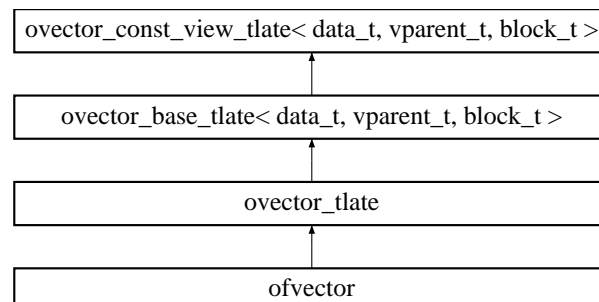 ovector_const_view_tlate< data_t, vparent_t, block_t >
ovector_base_tlate< data_t, vparent_t, block_t >
ovector_tlate
ofvector